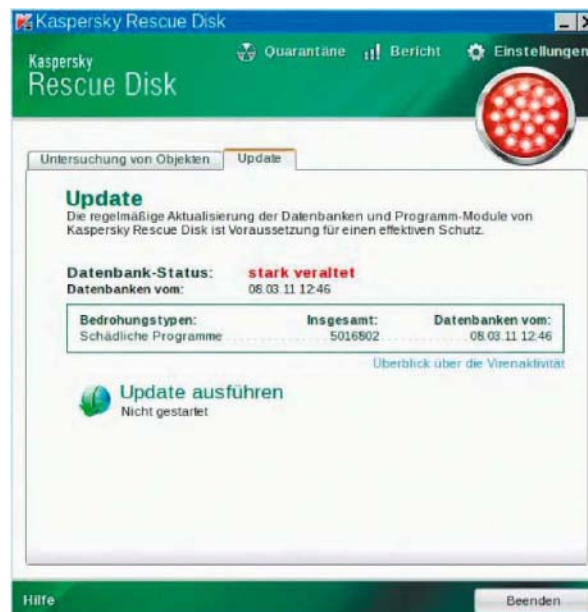 Kaspersky Rescue Disk
Quarantäne Bericht Einstellungen
Kaspersky
Rescue Disk
Untersuchung von Objekten Update
Update
Die regelmäßige Aktualisierung der Datenbanken und Programm-Module von
Kaspersky Rescue Disk ist Voraussetzung für einen effektiven Schutz.
Datenbank-Status: stark veraltet
Datenbanken vom: 08.03.11 12:46
Bedrohungstypen: Insgesamt: Datenbanken vom:
Schädliche Programme 5016802 08.03.11 12:46
Überblick über die Virenaktivität
Update ausführen
Nicht gestartet
Hilfe Beenden